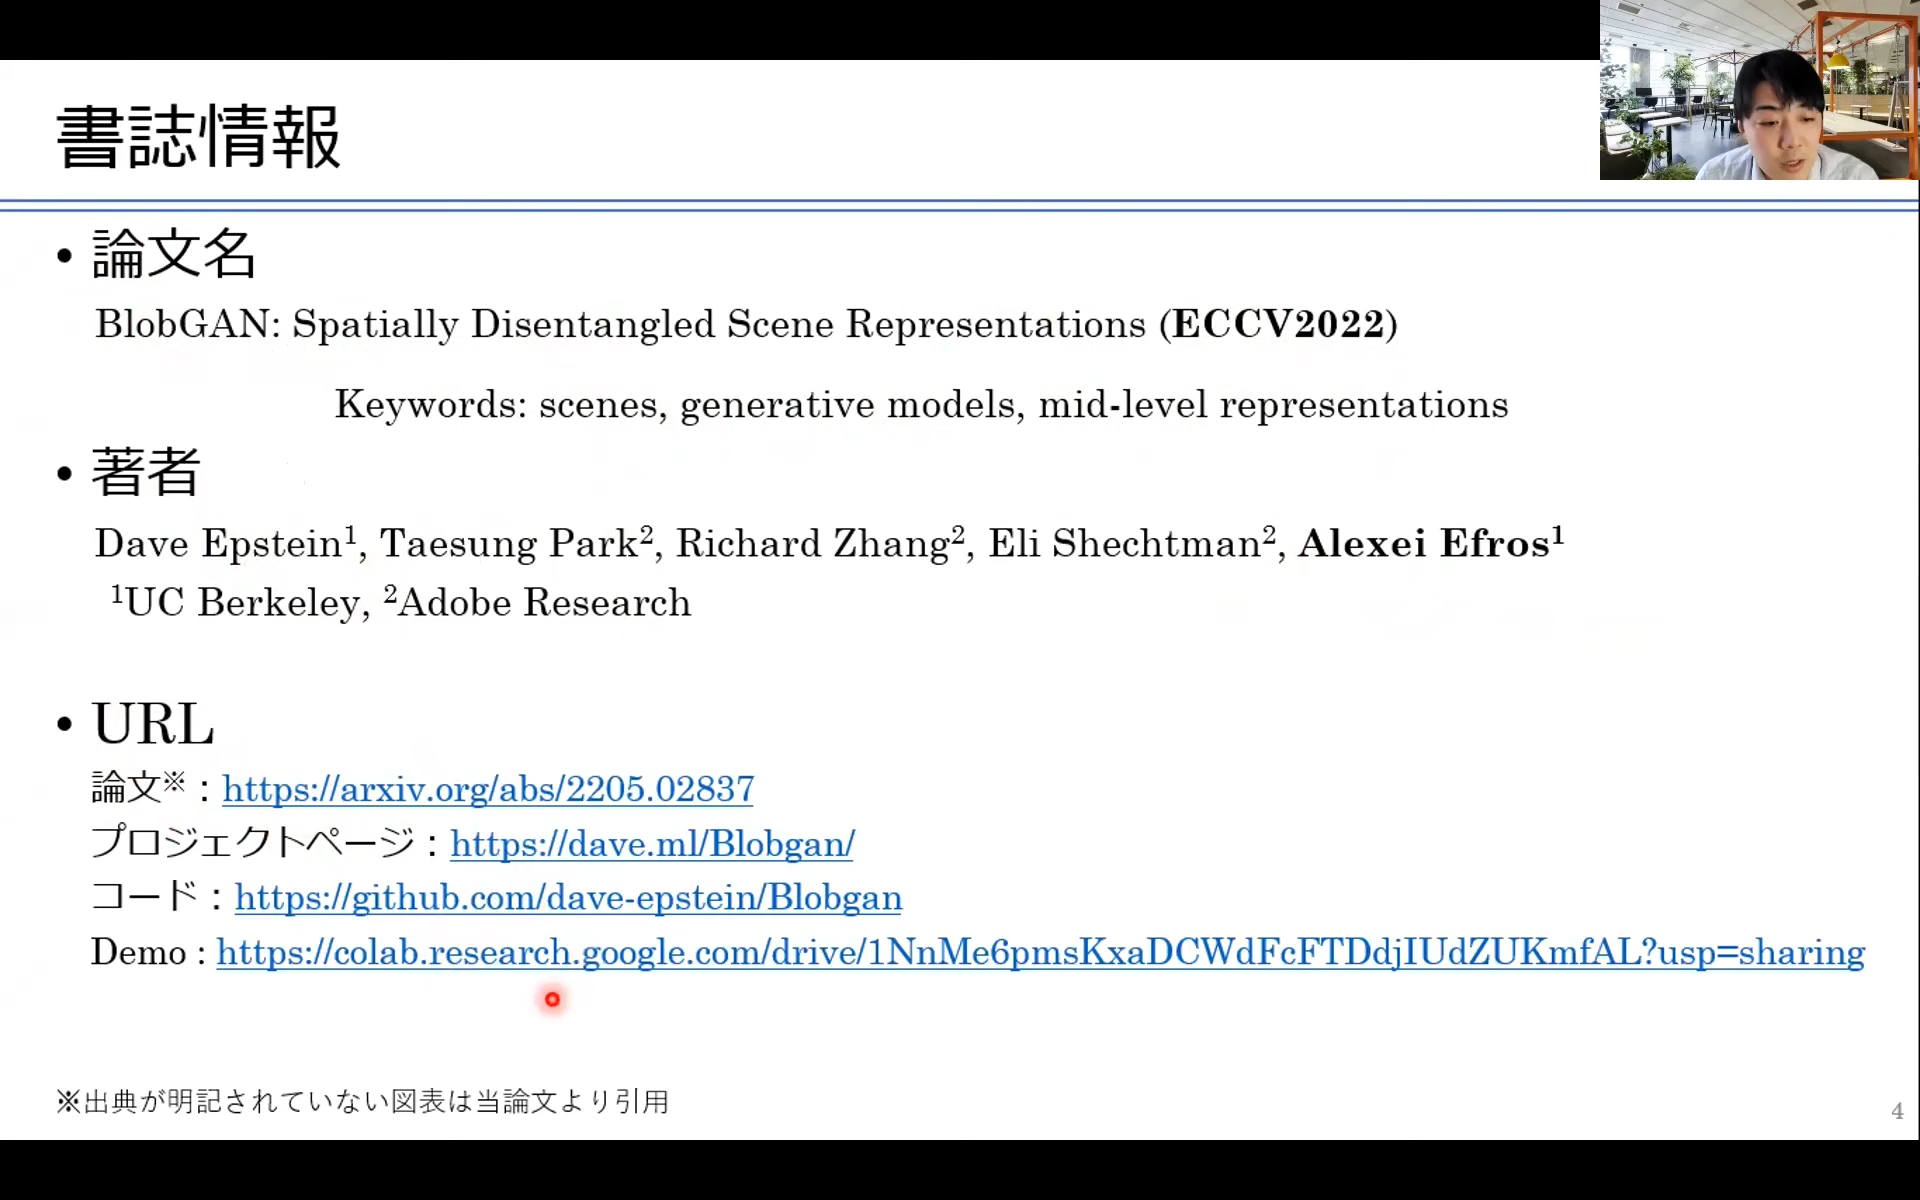 書誌情報
• 論文名
BlobGAN: Spatially Disentangled Scene Representations (ECCV2022)
Keywords: scenes, generative models, mid-level representations
• 著者
Dave Epstein¹, Taesung Park², Richard Zhang², Eli Shechtman², Alexei Efros¹
¹UC Berkeley, ²Adobe Research
• URL
論文※：https://arxiv.org/abs/2205.02837
プロジェクトページ：https://dave.ml/Blobgan/
コード：https://github.com/dave-epstein/Blobgan
Demo : https://colab.research.google.com/drive/1NnMe6pmsKxaDCWdFcFTDdjIUdZUKmfAL?usp=sharing
※出典が明記されていない図表は当論文より引用
4